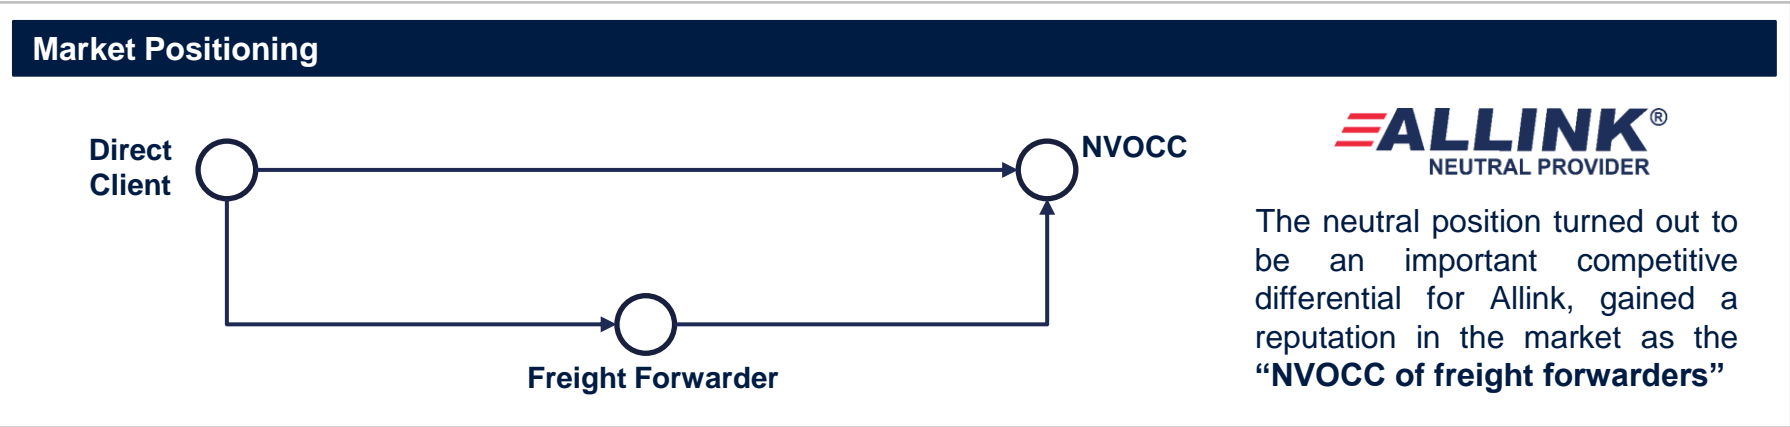 Market Positioning
Direct
Client
NVOCC
Freight Forwarder
ALLINK®
NEUTRAL PROVIDER
The neutral position turned out to
be an important competitive
differential for Allink, gained a
reputation in the market as the
“NVOCC of freight forwarders”